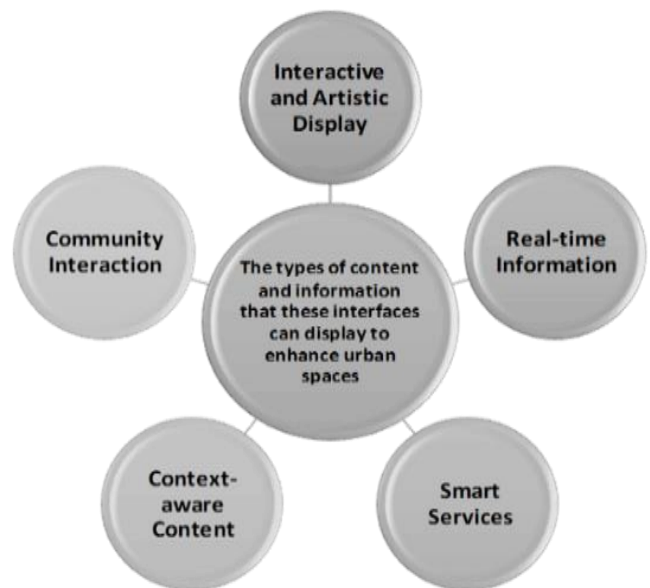 Interactive
and Artistic
Display
Community
Interaction
Real-time
Information
The types of content
and information
that these interfaces
can display to
enhance urban
spaces
Context-
aware
Content
Smart
Services